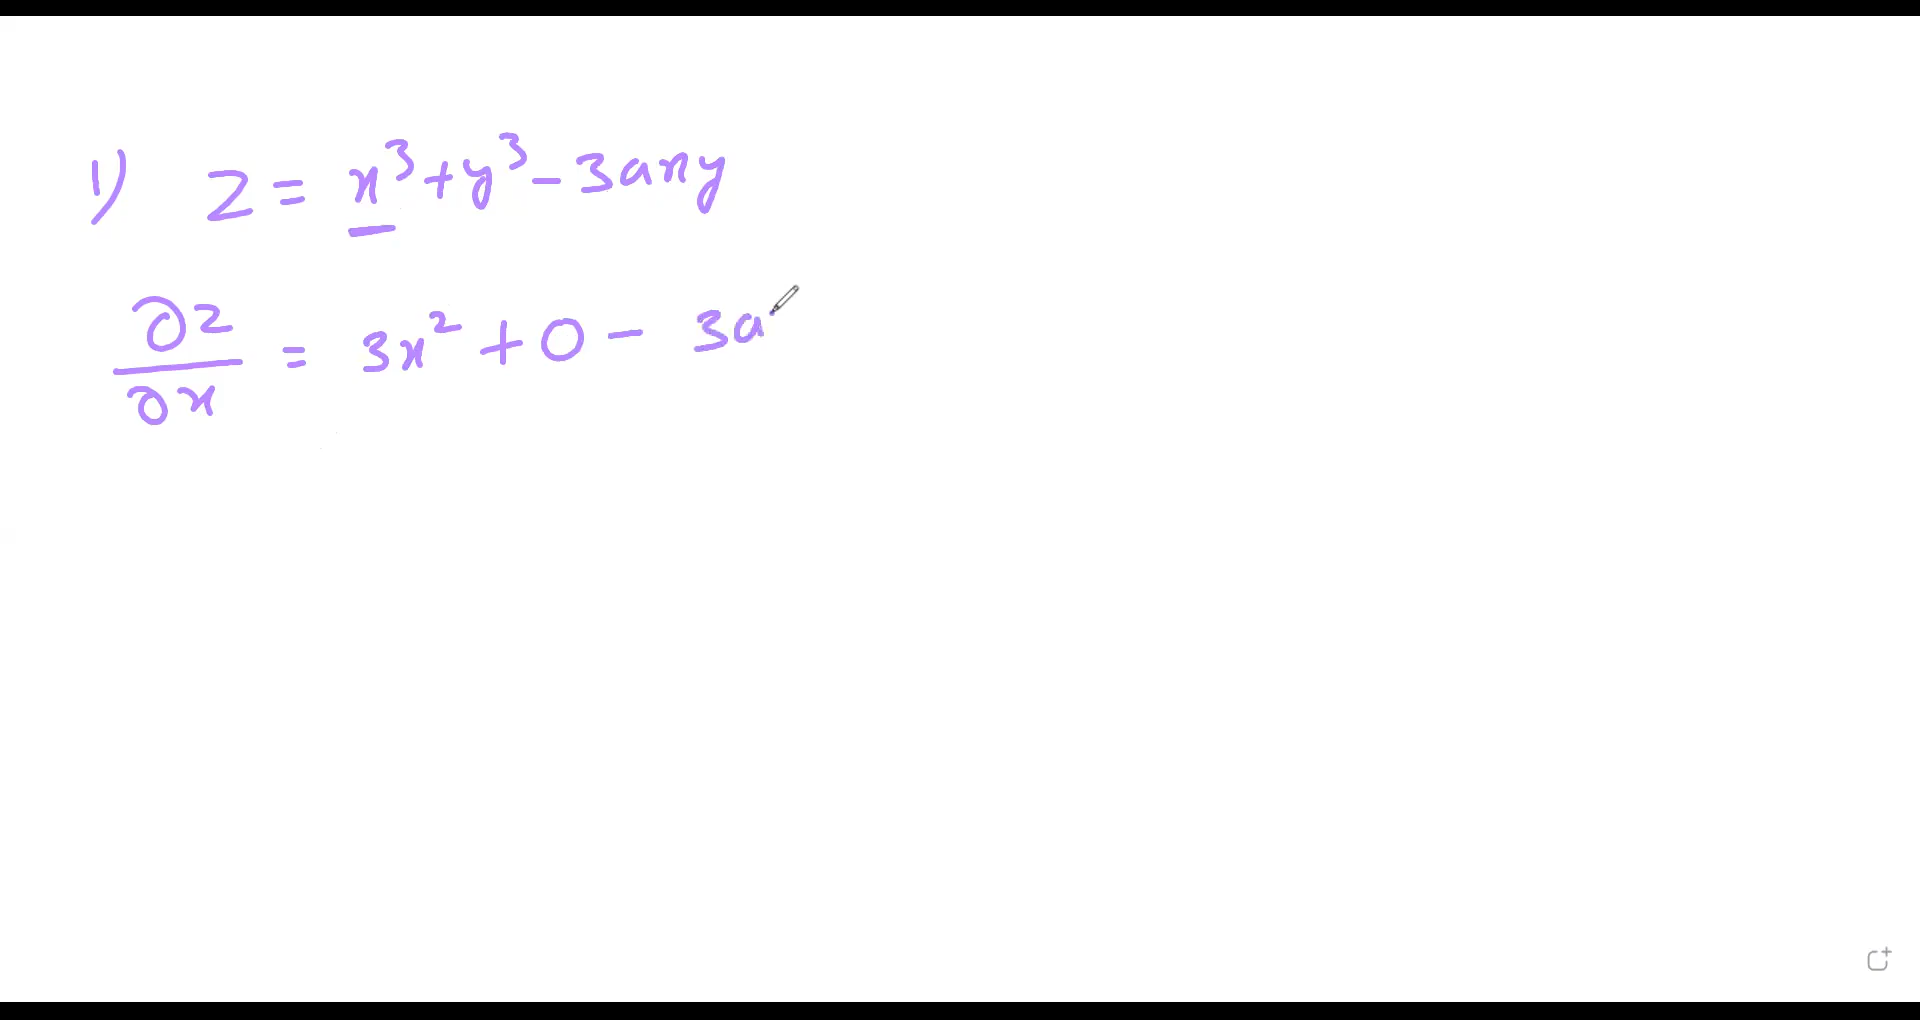 1) z = x³ + y³ - 3axy
∂z/∂x = 3x² + 0 - 3a